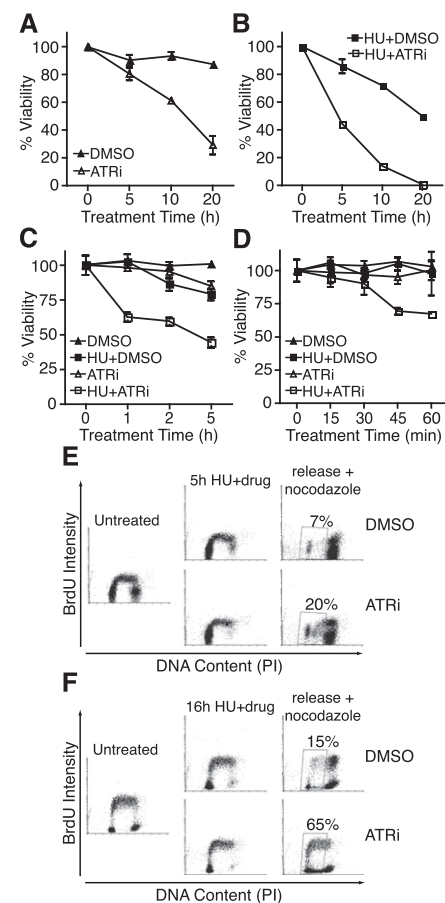 A
100
80
60
40
20
0
% Viability
DMSO
ATRi
0 5 10 20
Treatment Time (h)
B
100
80
60
40
20
0
% Viability
HU+DMSO
HU+ATRi
0 5 10 20
Treatment Time (h)
C
100
75
50
25
0
% Viability
DMSO
HU+DMSO
ATRi
HU+ATRi
0 1 2 5
Treatment Time (h)
D
100
75
50
25
0
% Viability
DMSO
HU+DMSO
ATRi
HU+ATRi
0 15 30 45 60
Treatment Time (min)
E
BrdU Intensity
Untreated
5h HU+drug
release +
nocodazole
7%
DMSO
20%
ATRi
DNA Content (PI)
F
BrdU Intensity
Untreated
16h HU+drug
release +
nocodazole
15%
DMSO
65%
ATRi
DNA Content (PI)